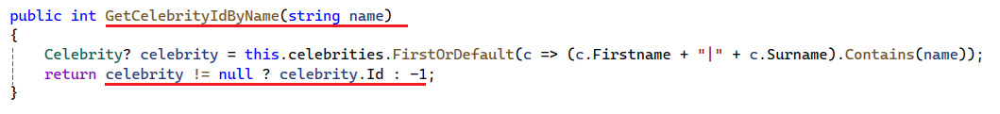 public int GetCelebrityIdByName(string name)
{
    Celebrity? celebrity = this.celebrities.FirstOrDefault(c => (c.Firstname + "|" + c.Surname).Contains(name));
    return celebrity != null ? celebrity.Id : -1;
}